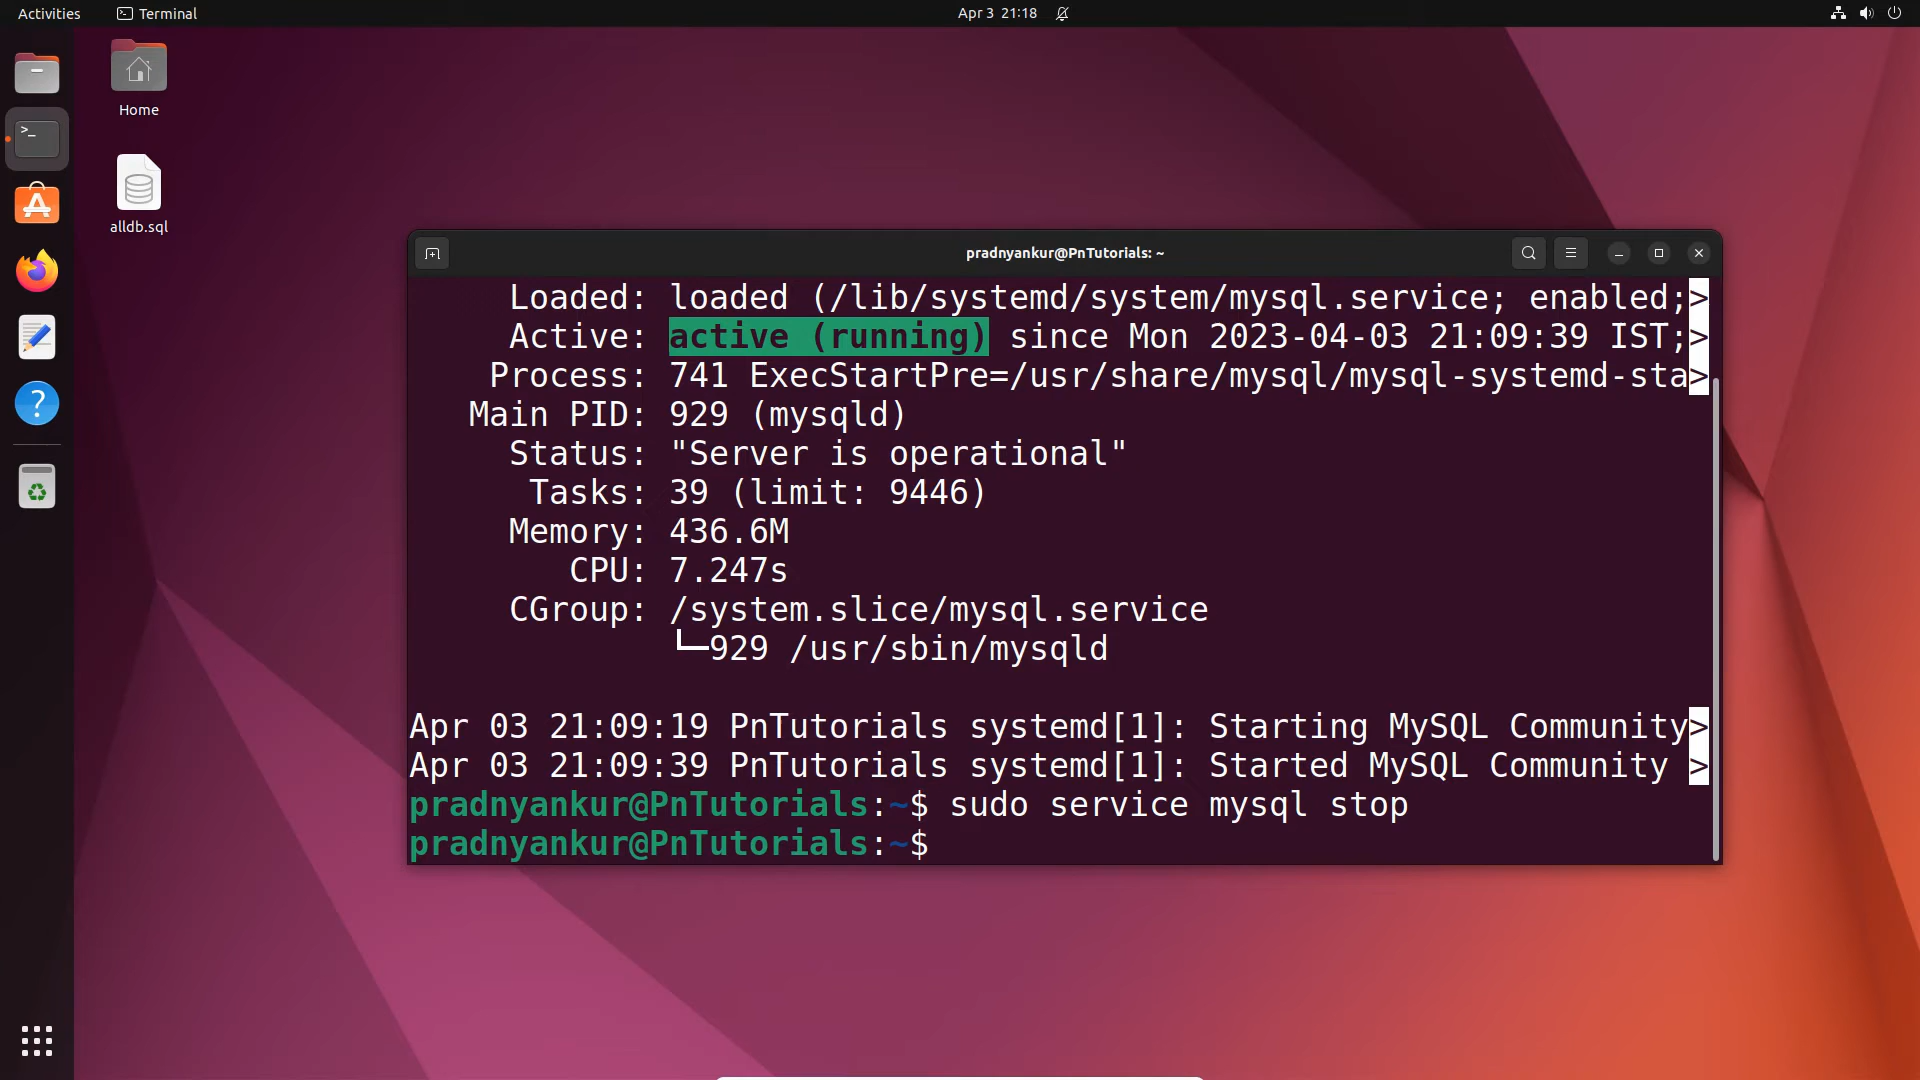 Activities
Terminal
Apr 3 21:18
Home
alldb.sql
pradnyankur@PnTutorials: ~
Loaded: loaded (/lib/systemd/system/mysql.service; enabled;>
Active: active (running) since Mon 2023-04-03 21:09:39 IST;>
Process: 741 ExecStartPre=/usr/share/mysql/mysql-systemd-sta>
Main PID: 929 (mysqld)
Status: "Server is operational"
Tasks: 39 (limit: 9446)
Memory: 436.6M
CPU: 7.247s
CGroup: /system.slice/mysql.service
└─929 /usr/sbin/mysqld
Apr 03 21:09:19 PnTutorials systemd[1]: Starting MySQL Community>
Apr 03 21:09:39 PnTutorials systemd[1]: Started MySQL Community >
pradnyankur@PnTutorials:~$ sudo service mysql stop
pradnyankur@PnTutorials:~$